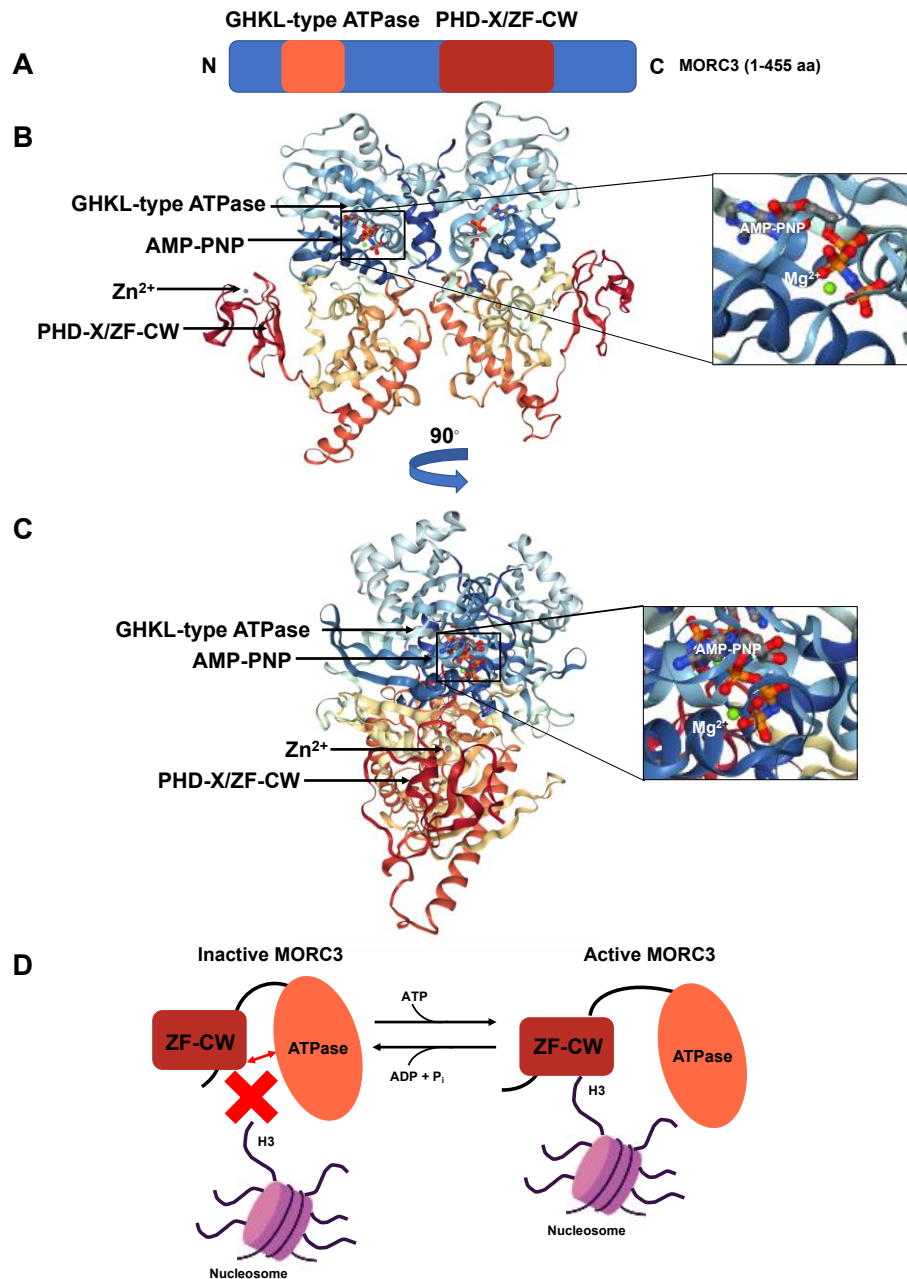 GHKL-type ATPase PHD-X/ZF-CW
A N C MORC3 (1-455 aa)
B
GHKL-type ATPase
AMP-PNP
Zn²⁺
PHD-X/ZF-CW
AMP-PNP
Mg²⁺
90°
C
GHKL-type ATPase
AMP-PNP
Zn²⁺
PHD-X/ZF-CW
AMP-PNP
Mg²⁺
D
Inactive MORC3 Active MORC3
ZF-CW ATPase
ATP
ADP + Pᵢ
ZF-CW ATPase
H3
H3
Nucleosome
Nucleosome